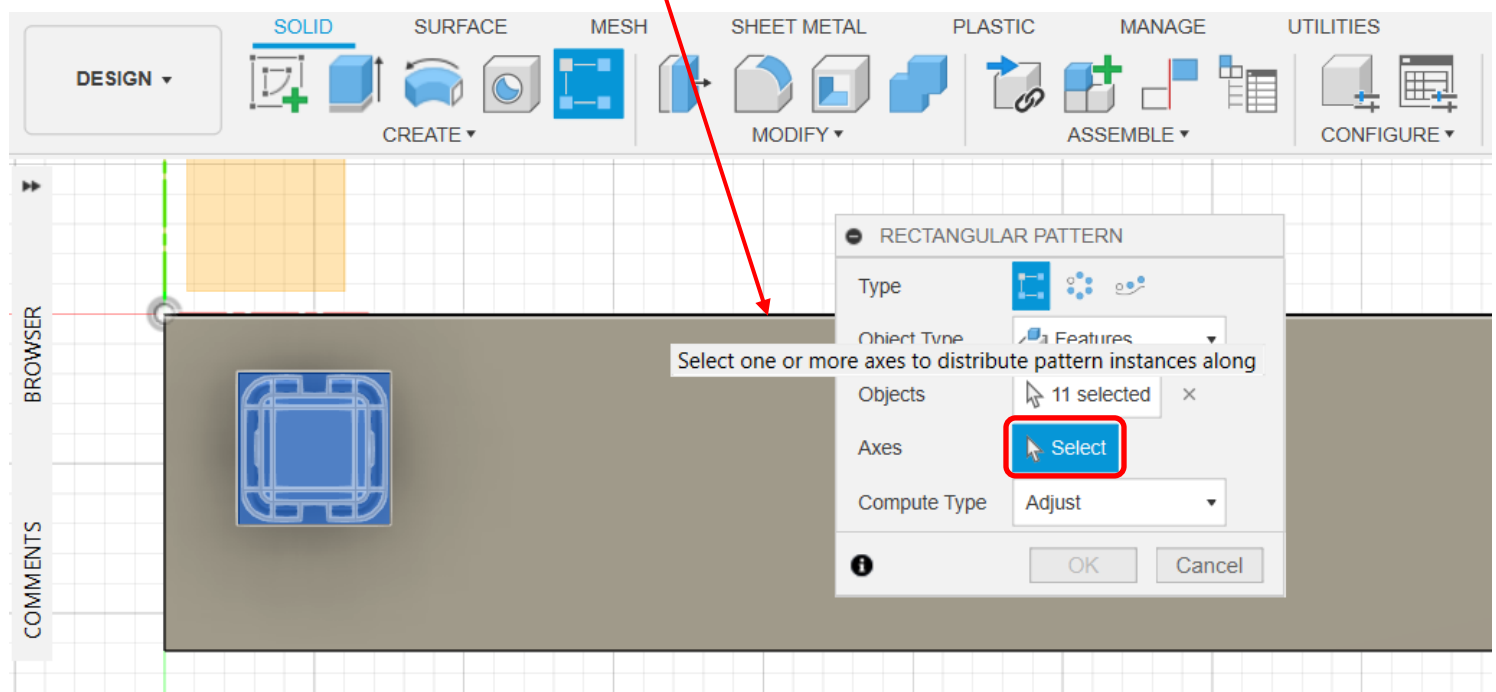 SOLID SURFACE MESH SHEET METAL PLASTIC MANAGE UTILITIES
DESIGN
CREATE MODIFY ASSEMBLE CONFIGURE
BROWSER
COMMENTS
RECTANGULAR PATTERN
Type
Object Type Features
Select one or more axes to distribute pattern instances along
Objects 11 selected
Axes Select
Compute Type Adjust
OK Cancel